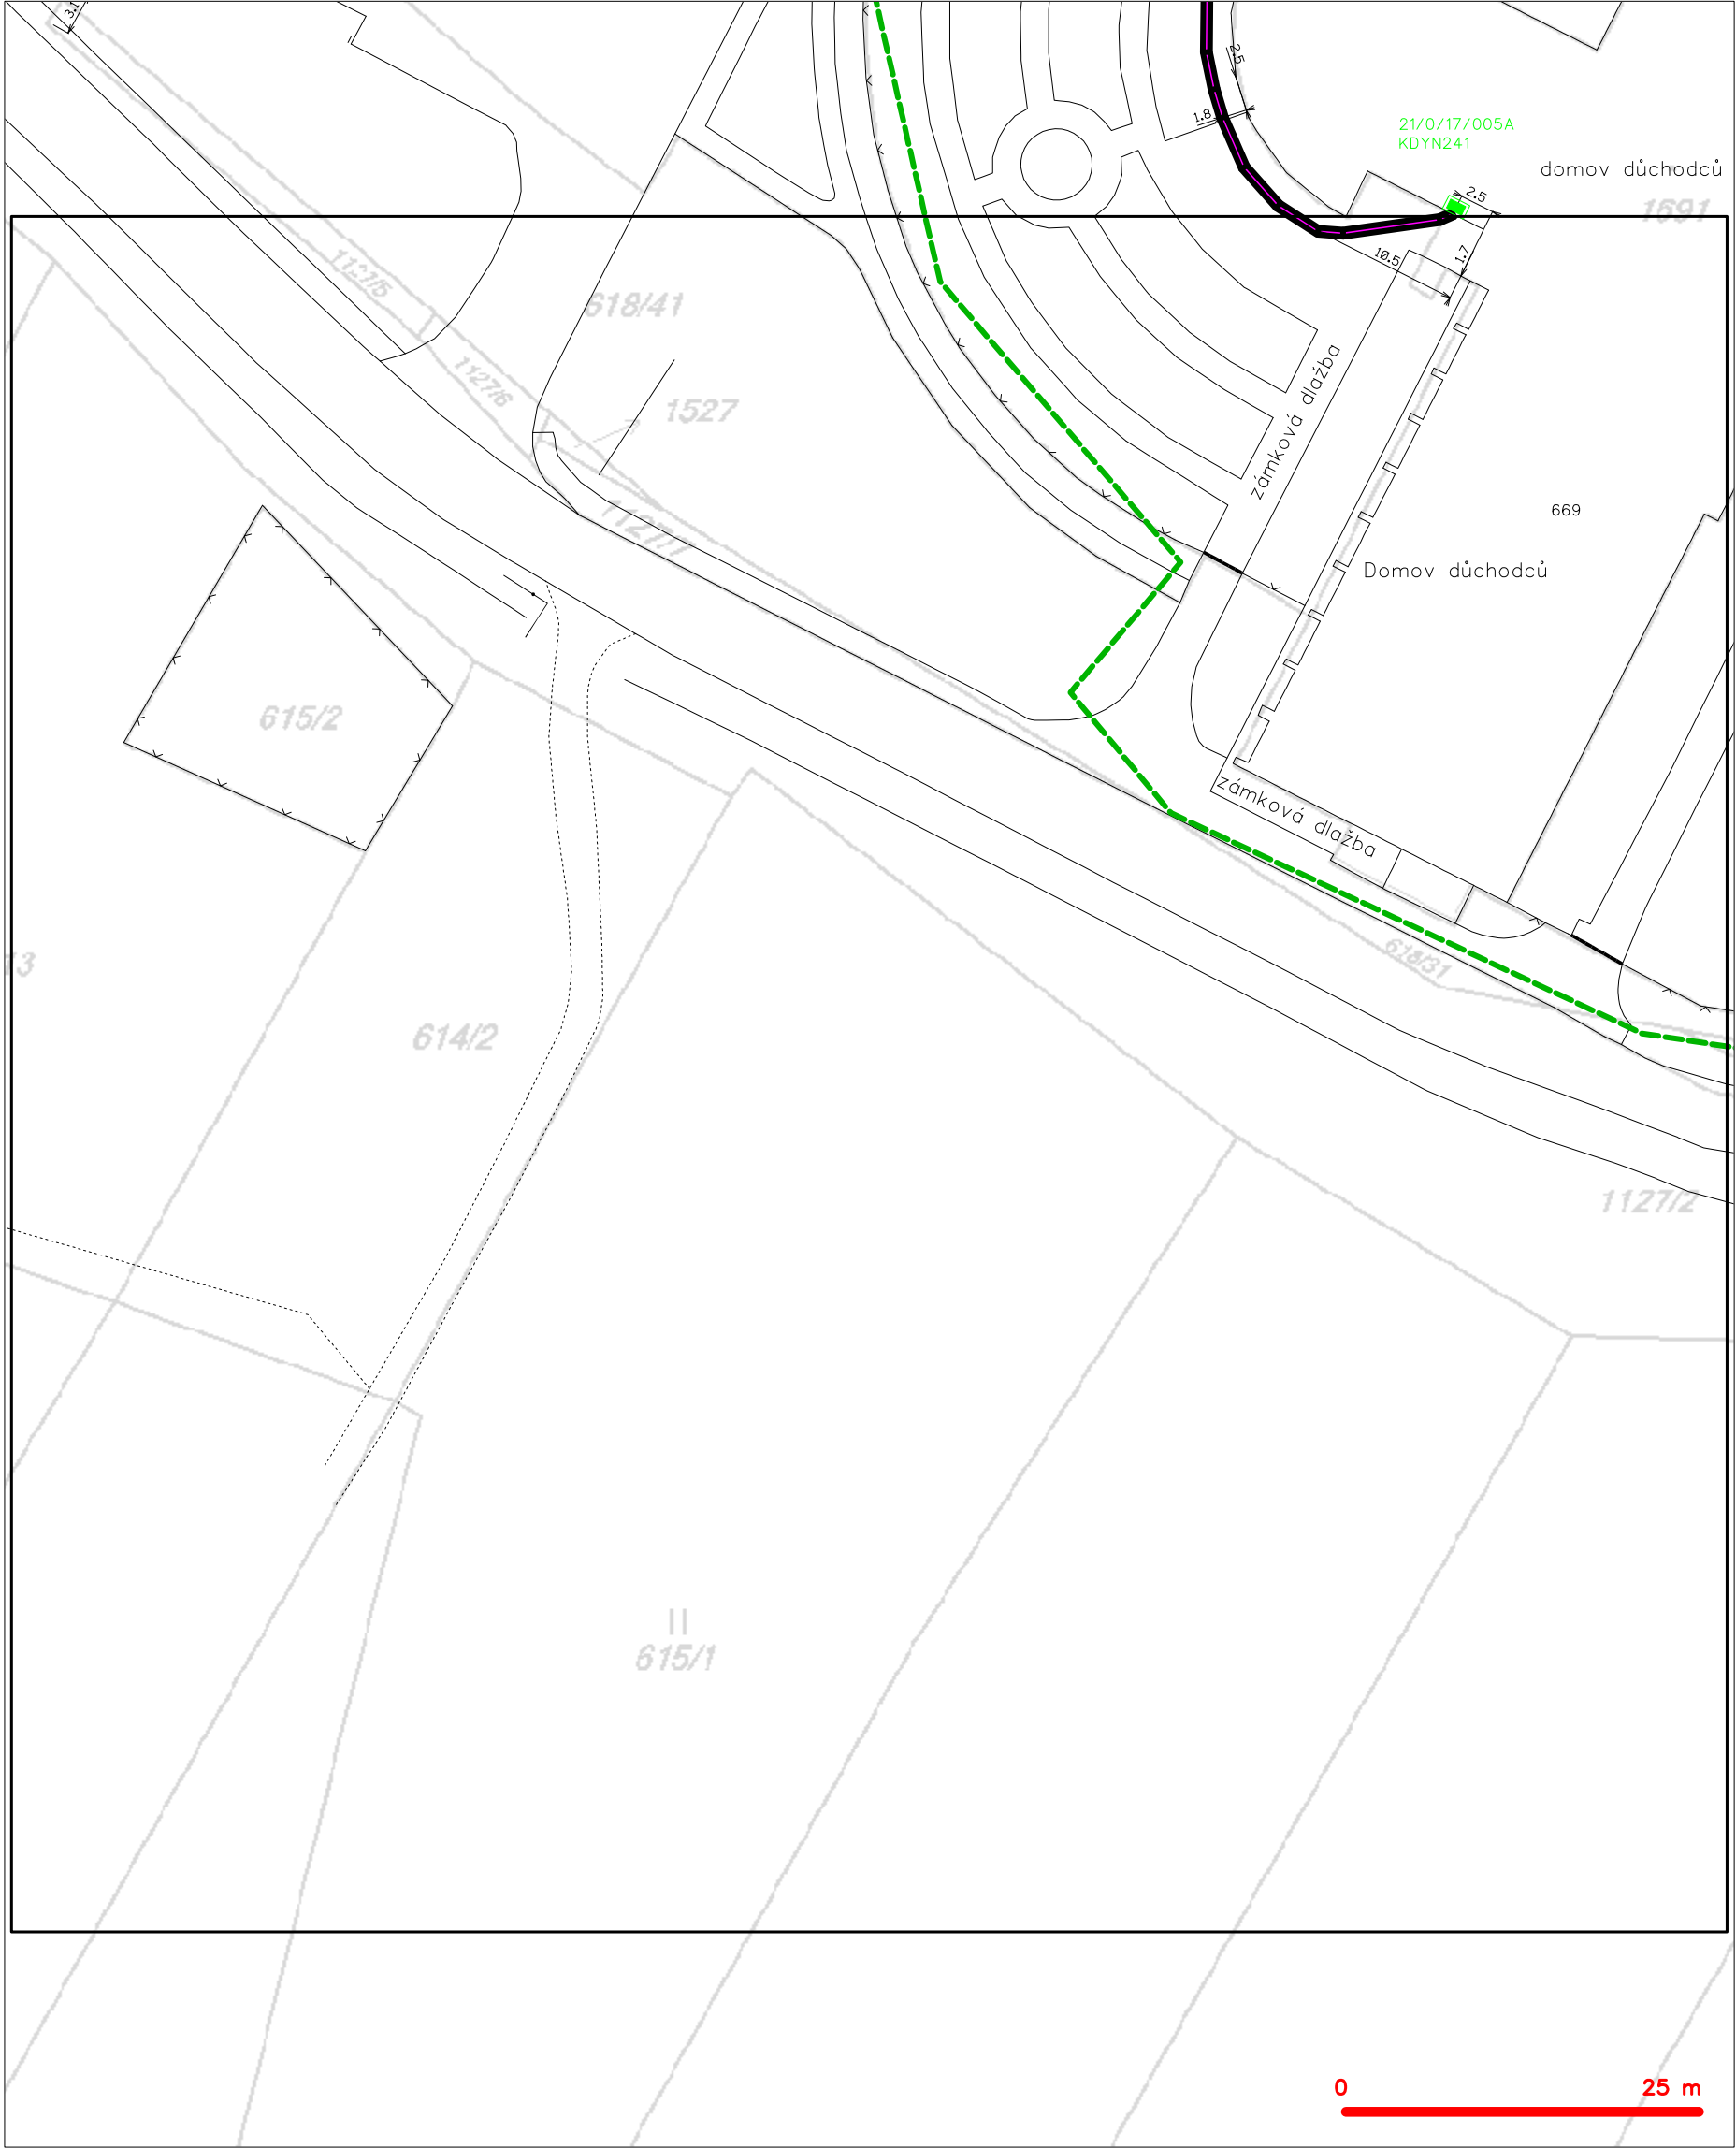 3.1
2.5
1.8
21/0/17/005A
KDYN241
domov důchodců
2.5
1691
1.7
10.5
1127/5
618/41
1127/6
1527
zámková dlažba
669
1127/7
Domov důchodců
615/2
zámková dlažba
618/31
13
614/2
1127/2
615/1
0
25 m